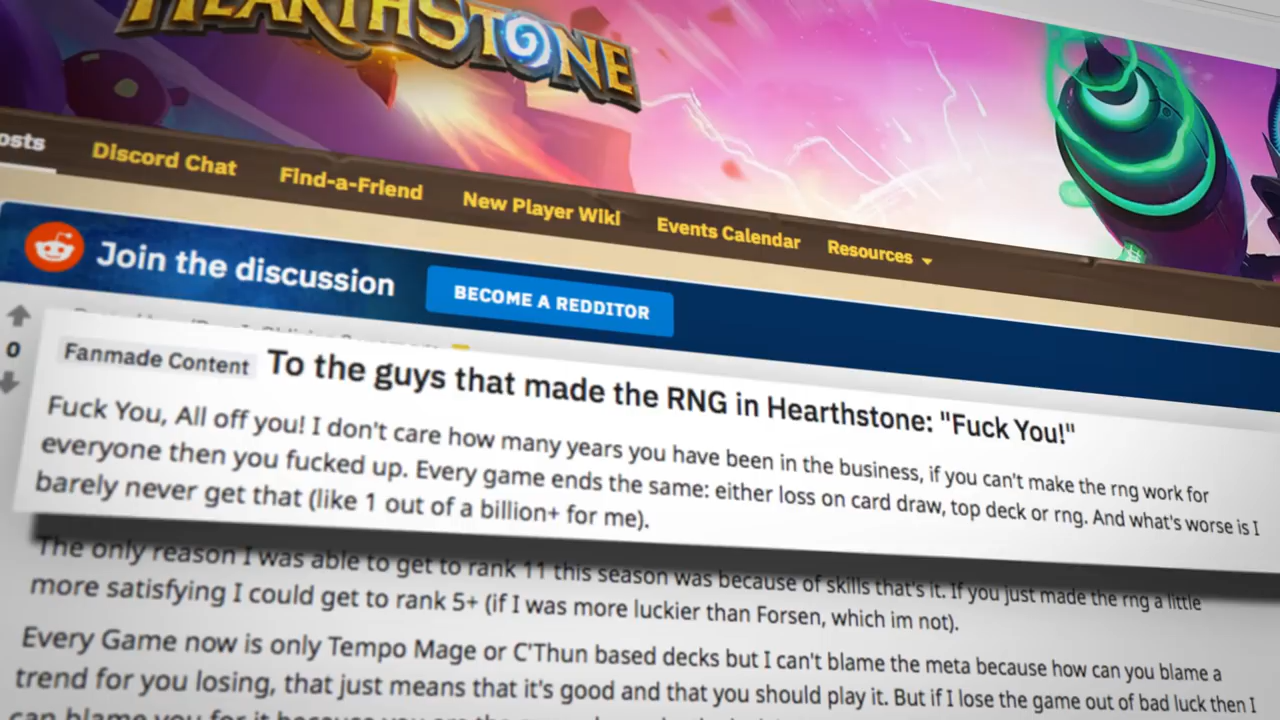 HEARTHSTONE
osts Discord Chat Find-a-Friend New Player Wiki Events Calendar Resources
Join the discussion BECOME A REDDITOR
0
Fanmade Content To the guys that made the RNG in Hearthstone: "Fuck You!"
Fuck You, All off you! I don't care how many years you have been in the business, if you can't make the rng work for
everyone then you fucked up. Every game ends the same: either loss on card draw, top deck or rng. And what's worse is I
barely never get that (like 1 out of a billion+ for me).
The only reason I was able to get to rank 11 this season was because of skills that's it. If you just made the rng a little
more satisfying I could get to rank 5+ (if I was more luckier than Forsen, which im not).
Every Game now is only Tempo Mage or C'Thun based decks but I can't blame the meta because how can you blame a
trend for you losing, that just means that it's good and that you should play it. But if I lose the game out of bad luck then I
can blame you for it because you are the